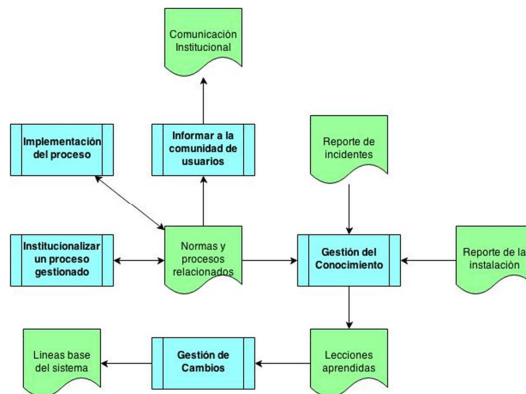 Comunicación
Institucional
Implementación
del proceso
Informar a la
comunidad de
usuarios
Reporte de
incidentes
Institucionalizar
un proceso
gestionado
Normas y
procesos
relacionados
Gestión del
Conocimiento
Reporte de la
instalación
Lineas base
del sistema
Gestión de
Cambios
Lecciones
aprendidas